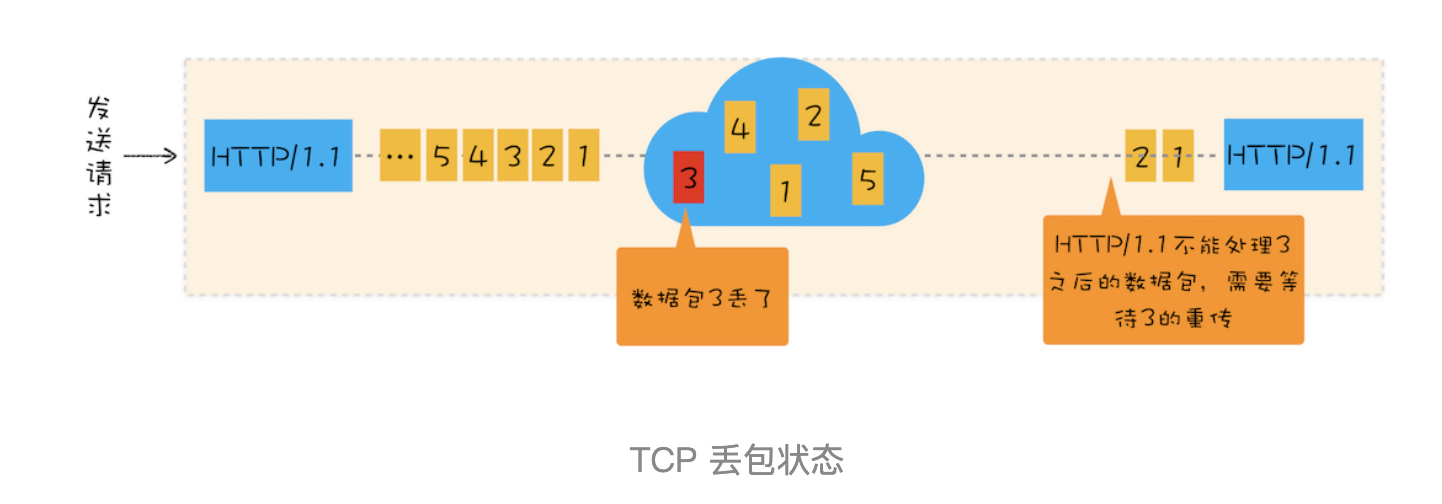 发送请求
HTTP/1.1
... 5 4 3 2 1
4
2
3
1
5
2 1
HTTP/1.1
数据包3丢了
HTTP/1.1不能处理3
之后的数据包，需要等
待3的重传
TCP 丢包状态